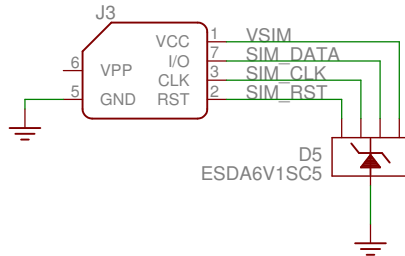 J3
VCC 1 VSIM
I/O 7 SIM_DATA
6 VPP
CLK 3 SIM_CLK
5 GND
RST 2 SIM_RST
D5
ESDA6V1SC5